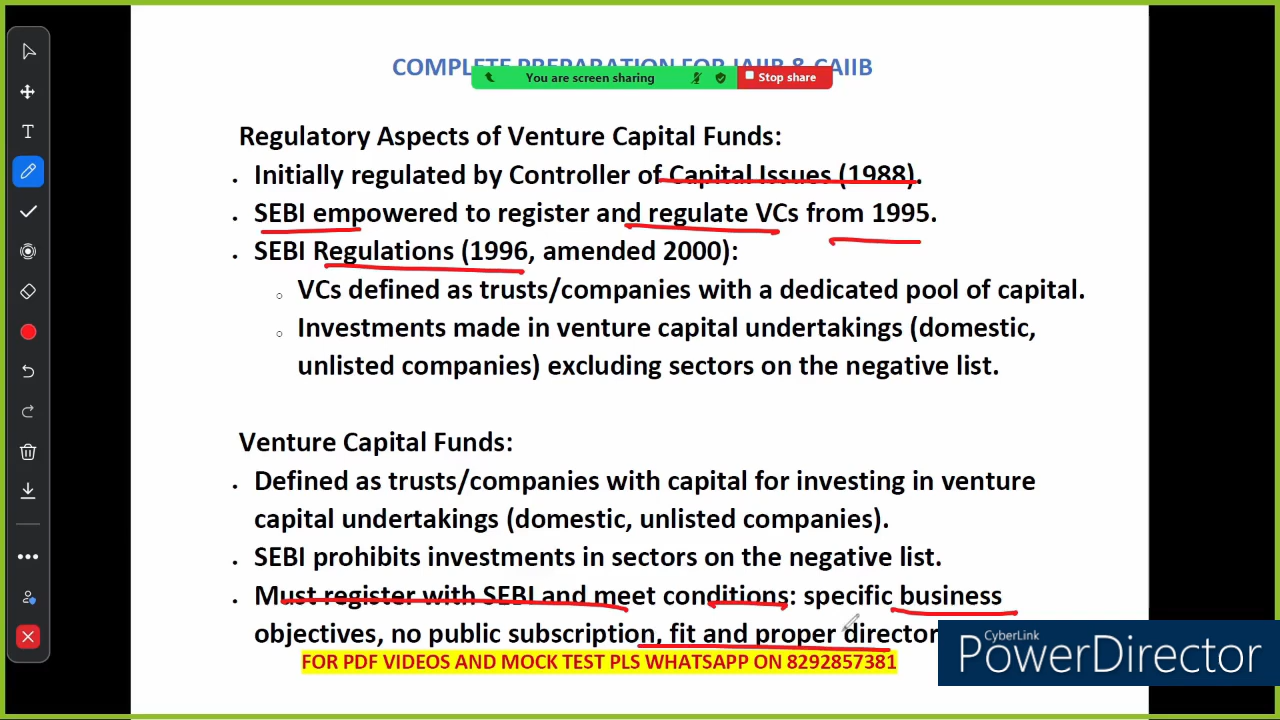 COMPLETE PREPARATION FOR JAIIB & CAIIB
You are screen sharing
Stop share
Regulatory Aspects of Venture Capital Funds:
Initially regulated by Controller of Capital Issues (1988).
SEBI empowered to register and regulate VCs from 1995.
SEBI Regulations (1996, amended 2000):
VCs defined as trusts/companies with a dedicated pool of capital.
Investments made in venture capital undertakings (domestic,
unlisted companies) excluding sectors on the negative list.
Venture Capital Funds:
Defined as trusts/companies with capital for investing in venture
capital undertakings (domestic, unlisted companies).
SEBI prohibits investments in sectors on the negative list.
Must register with SEBI and meet conditions: specific business
objectives, no public subscription, fit and proper director
FOR PDF VIDEOS AND MOCK TEST PLS WHATSAPP ON 8292857381
CyberLink
PowerDirector